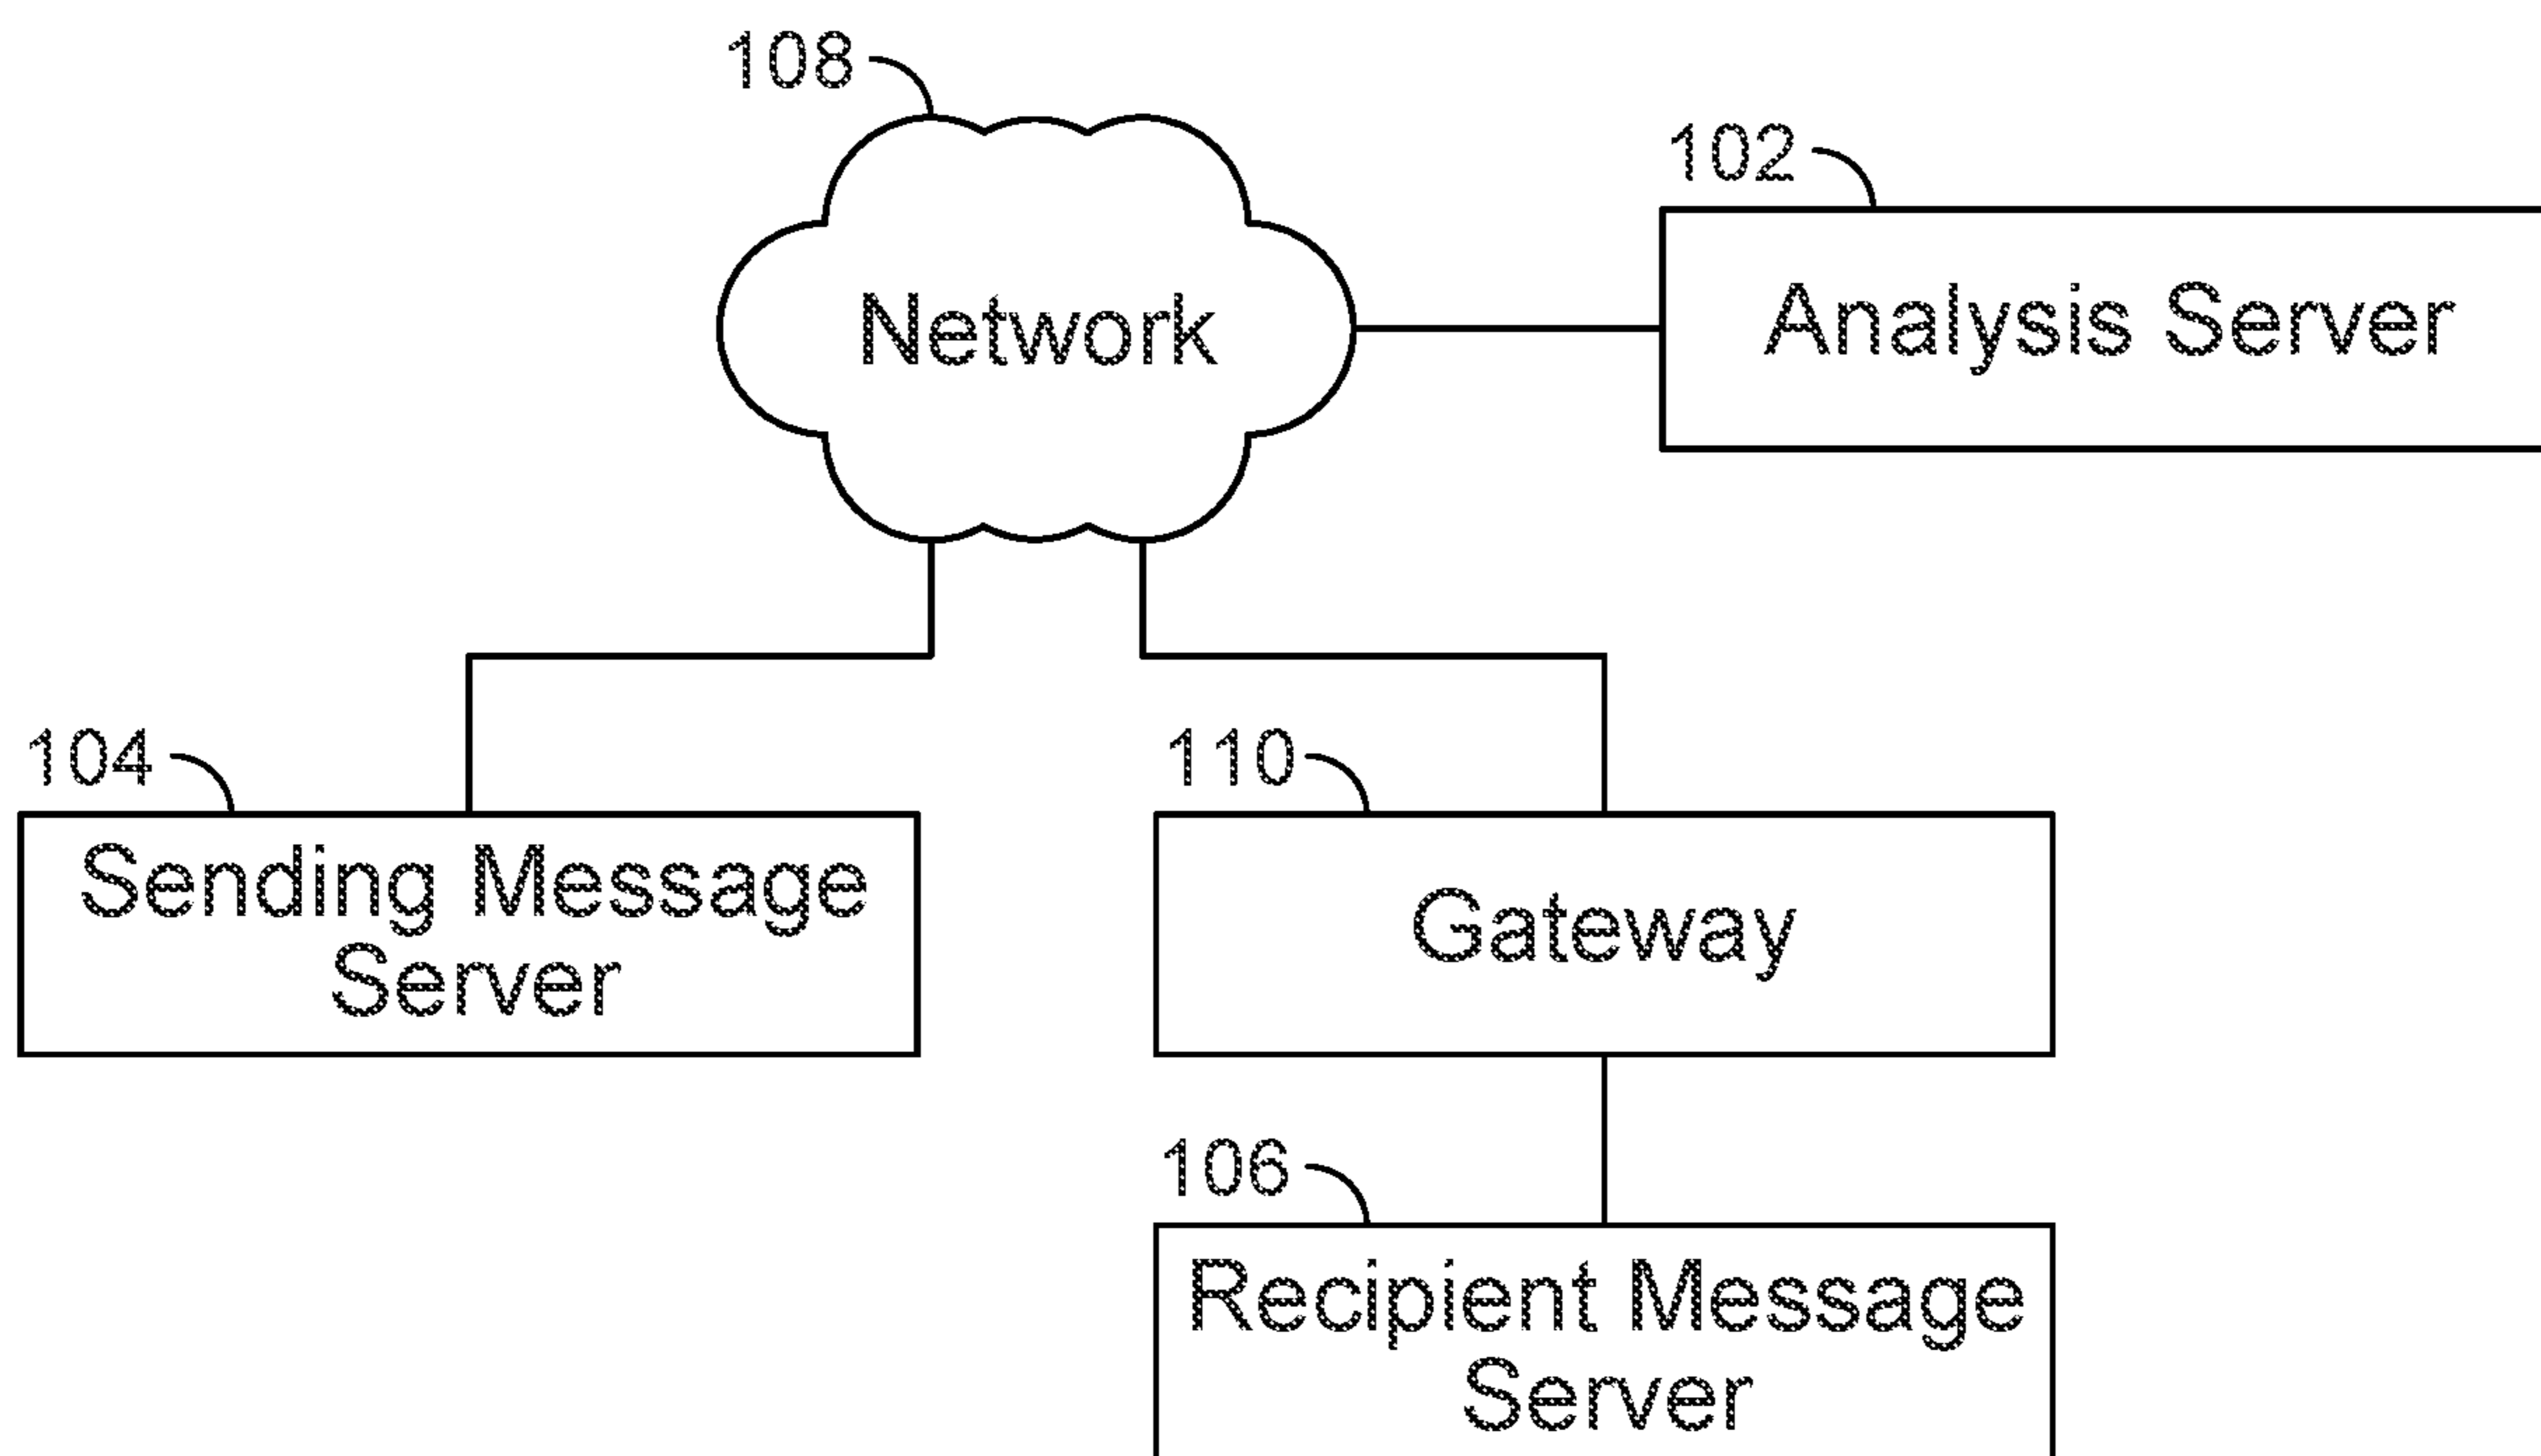 108
102
Network
Analysis Server
104
110
Sending Message
Server
Gateway
106
Recipient Message
Server